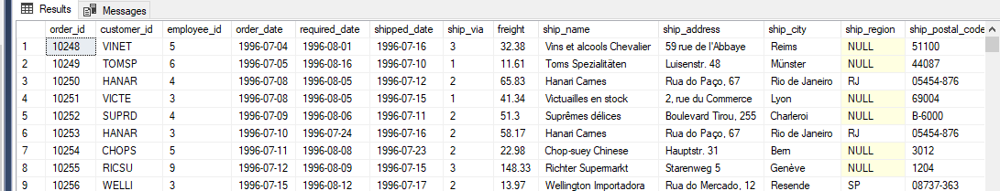 Results Messages
order_id customer_id employee_id order_date required_date shipped_date ship_via freight ship_name ship_address ship_city ship_region ship_postal_code
1 10248 VINET 5 1996-07-04 1996-08-01 1996-07-16 3 32.38 Vins et alcools Chevalier 59 rue de l'Abbaye Reims NULL 51100
2 10249 TOMSP 6 1996-07-05 1996-08-16 1996-07-10 1 11.61 Toms Spezialitäten Luisenstr. 48 Münster NULL 44087
3 10250 HANAR 4 1996-07-08 1996-08-05 1996-07-12 2 65.83 Hanari Carnes Rua do Paço, 67 Rio de Janeiro RJ 05454-876
4 10251 VICTE 3 1996-07-08 1996-08-05 1996-07-15 1 41.34 Victuailles en stock 2, rue du Commerce Lyon NULL 69004
5 10252 SUPRD 4 1996-07-09 1996-08-06 1996-07-11 2 51.3 Suprêmes délices Boulevard Tirou, 255 Charleroi NULL B-6000
6 10253 HANAR 3 1996-07-10 1996-07-24 1996-07-16 2 58.17 Hanari Carnes Rua do Paço, 67 Rio de Janeiro RJ 05454-876
7 10254 CHOPS 5 1996-07-11 1996-08-08 1996-07-23 2 22.98 Chop-suey Chinese Hauptstr. 31 Bern NULL 3012
8 10255 RICSU 9 1996-07-12 1996-08-09 1996-07-15 3 148.33 Richter Supermarkt Starenweg 5 Genève NULL 1204
9 10256 WELLI 3 1996-07-15 1996-08-12 1996-07-17 2 13.97 Wellington Importadora Rua do Mercado, 12 Resende SP 08737-363